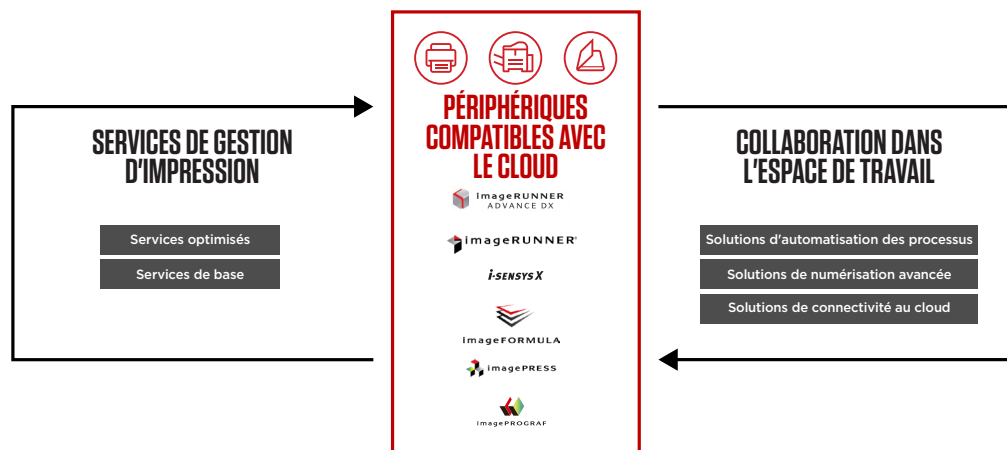 SERVICES DE GESTION
D'IMPRESSION
Services optimisés
Services de base
PÉRIPHÉRIQUES
COMPATIBLES AVEC
LE CLOUD
imageRUNNER
ADVANCE DX
imageRUNNER®
i-SENSYS X
imageFORMULA
imagePRESS
imagePROGRAF
COLLABORATION DANS
L'ESPACE DE TRAVAIL
Solutions d'automatisation des processus
Solutions de numérisation avancée
Solutions de connectivité au cloud